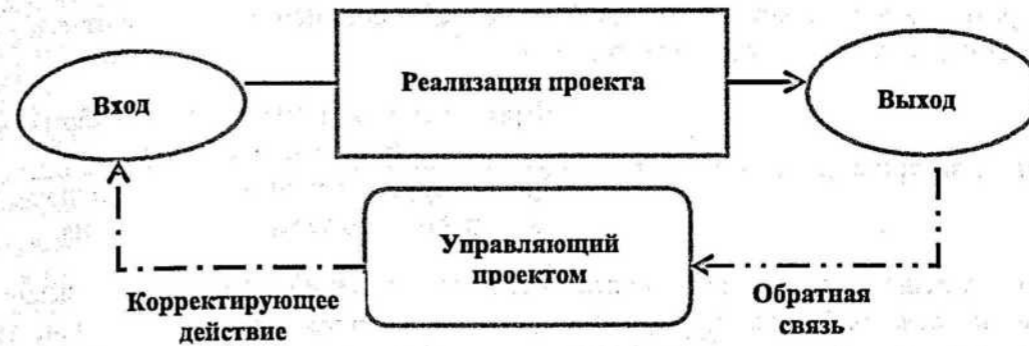 Вход
Реализация проекта
Выход
Управляющий
проектом
Корректирующее
действие
Обратная
связь